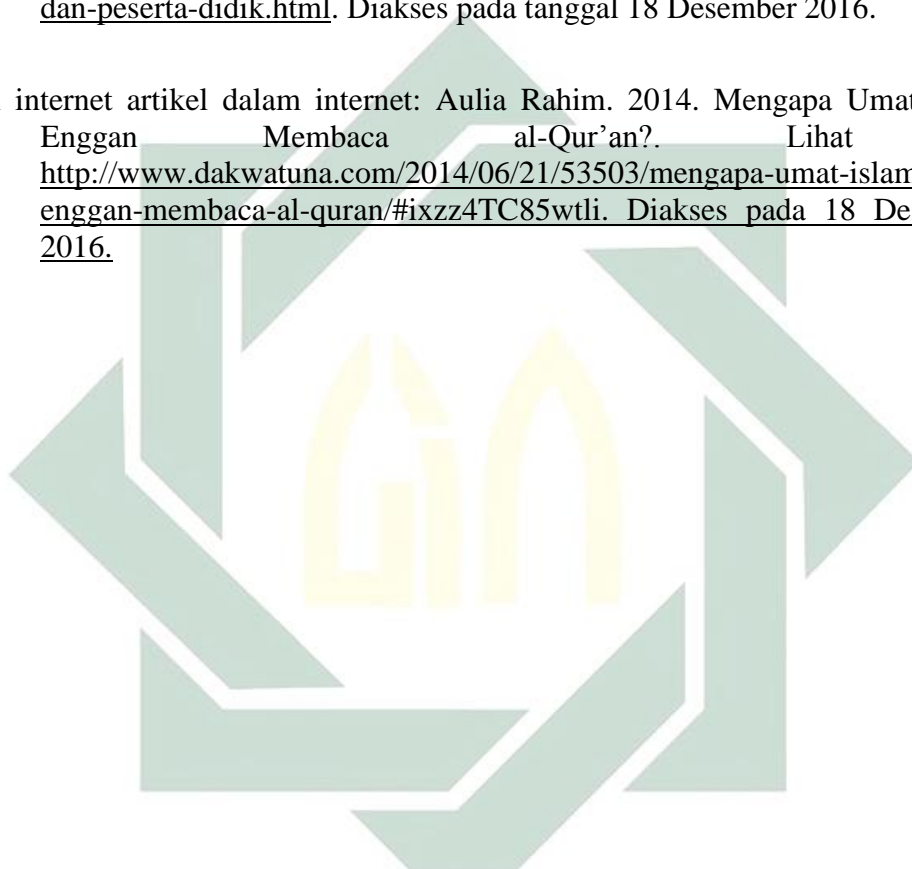 dan-peserta-didik.html. Diakses pada tanggal 18 Desember 2016.
internet artikel dalam internet: Aulia Rahim. 2014. Mengapa Umat
Enggan Membaca al-Qur’an?. Lihat
http://www.dakwatuna.com/2014/06/21/53503/mengapa-umat-islam
enggan-membaca-al-quran/#ixzz4TC85wtli. Diakses pada 18 De
2016.